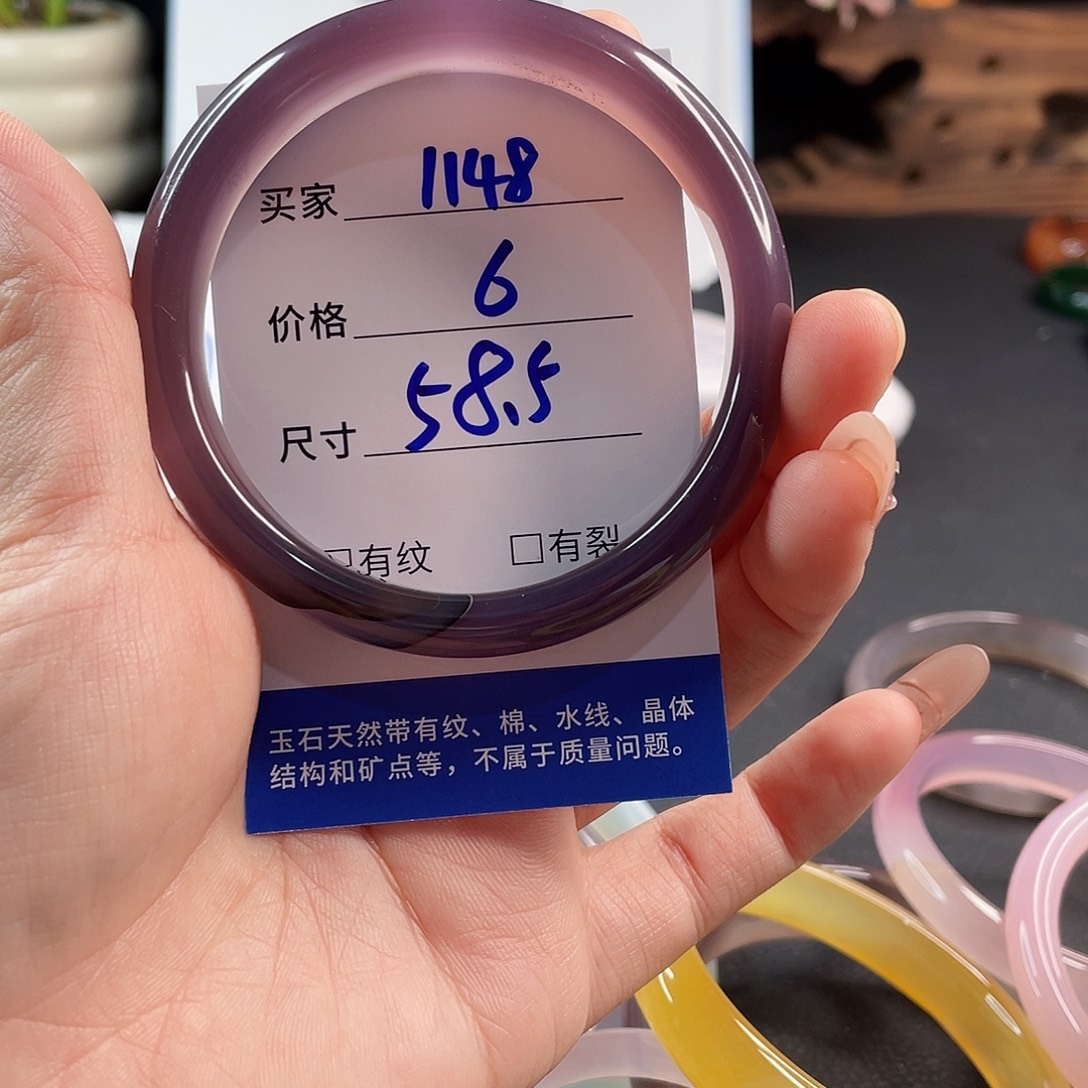 买家 1148
价格 6
尺寸 58.5
□有纹 □有裂
玉石天然带有纹、棉、水线、晶体
结构和矿点等，不属于质量问题。